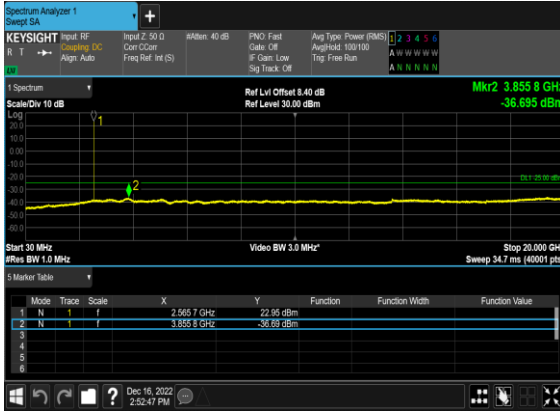 Spectrum Analyzer 1
Swept SA
+
KEYSIGHT Input: RF Input Z: 50 Ω #Atten: 40 dB PNO: Fast Avg Type: Power (RMS) 1 2 3 4 5 6
R T Coupling: DC Corr CCorr Gate: Off Avg|Hold: 100/100 A W W W W W
Align: Auto Freq Ref: Int (S) IF Gain: Low Trig: Free Run
Sig Track: Off A N N N N N
1 Spectrum Ref Lvl Offset 8.40 dB Mkr2 3.855 8 GHz
Scale/Div 10 dB Ref Level 30.00 dBm -36.695 dBm
Log
20.0
10.0
0.00
-10.0
-20.0
-30.0
-40.0
-50.0
-60.0
1
2
DL1 -25.00 dBm
Start 30 MHz Video BW 3.0 MHz* Stop 20.000 GH
#Res BW 1.0 MHz Sweep 34.7 ms (40001 pts
5 Marker Table
Mode Trace Scale X Y Function Function Width Function Value
1 N 1 f 2.565 7 GHz 22.95 dBm
2 N 1 f 3.855 8 GHz -36.69 dBm
3
4
5
6
? Dec 16, 2022
2:52:47 PM